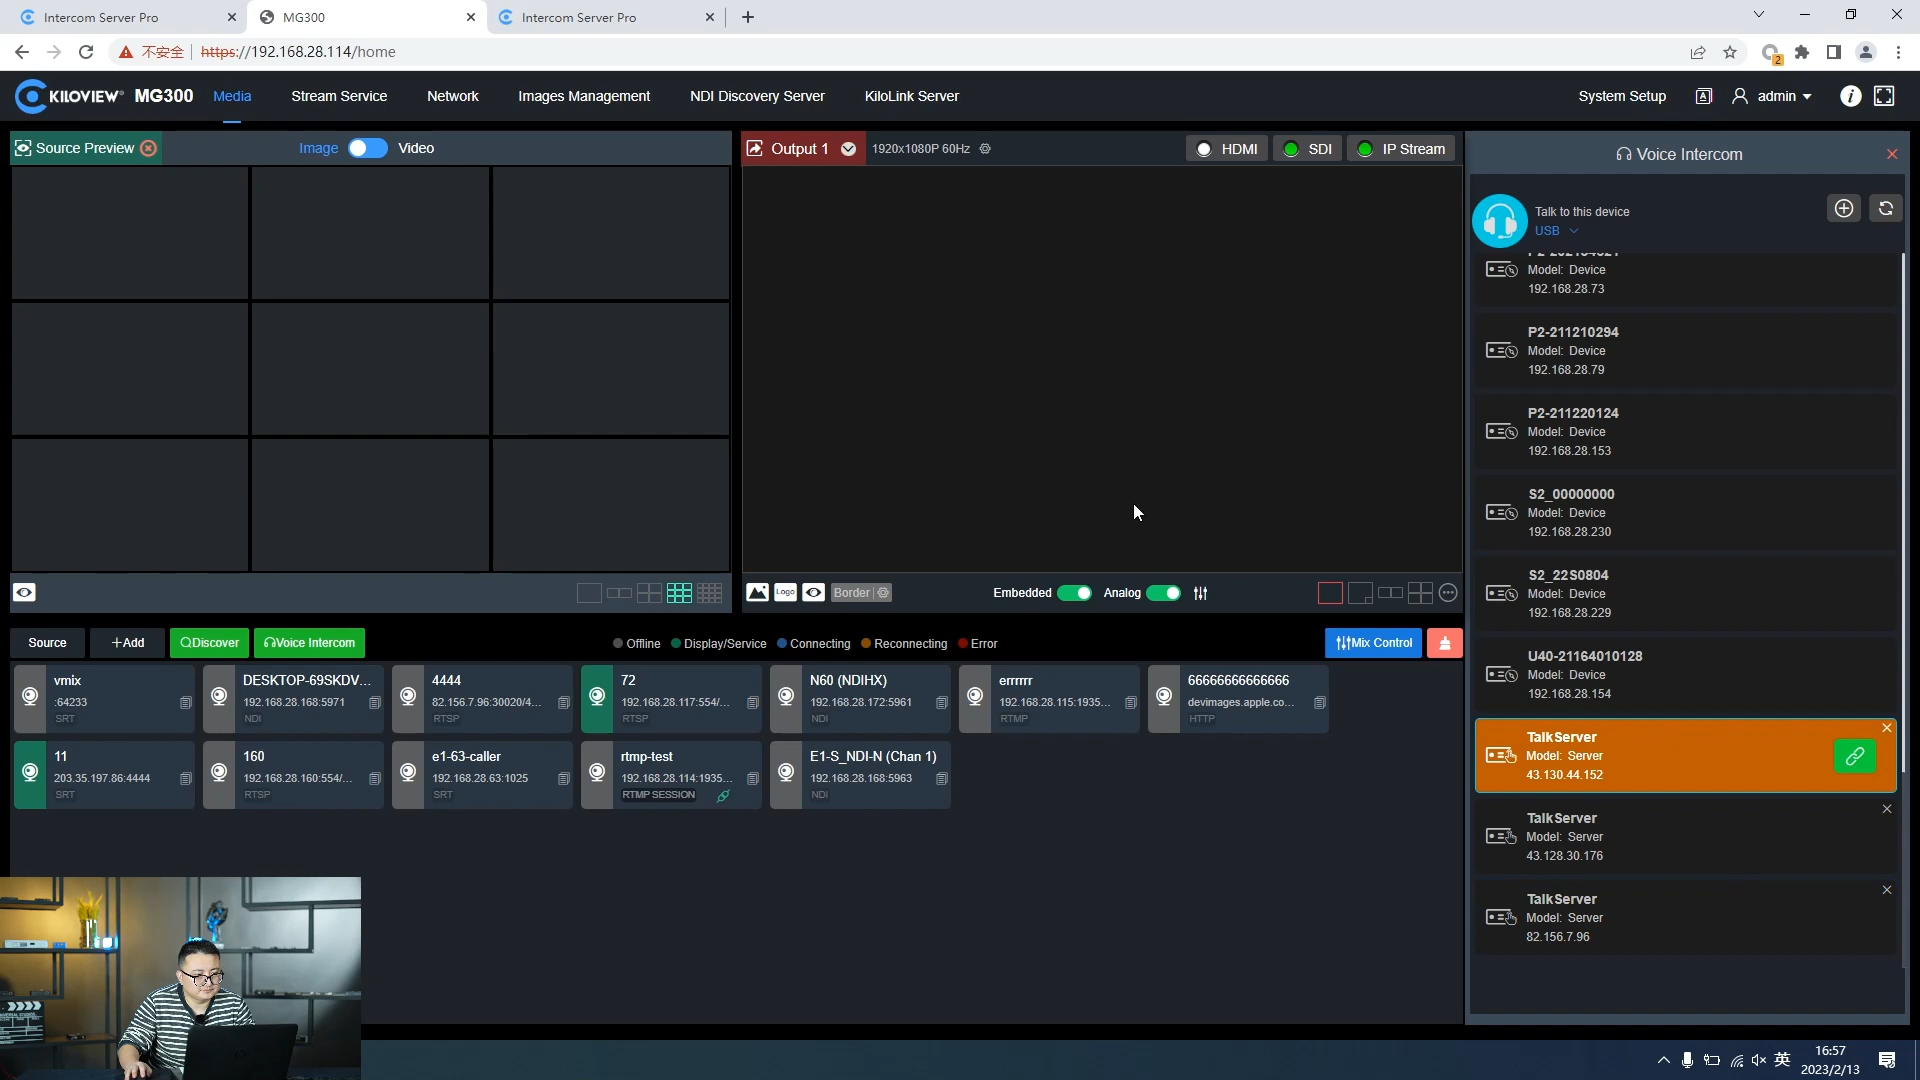 Intercom Server Pro
MG300
Intercom Server Pro
不安全
https://192.168.28.114/home
2
KILOVIEW® MG300
Media
Stream Service
Network
Images Management
NDI Discovery Server
KiloLink Server
System Setup
admin
Source Preview
Image
Video
Output 1
1920x1080P 60Hz
HDMI
SDI
IP Stream
Voice Intercom
Talk to this device
USB
Model: Device
192.168.28.73
P2-211210294
Model: Device
192.168.28.79
P2-211220124
Model: Device
192.168.28.153
S2_00000000
Model: Device
192.168.28.230
S2_22S0804
Model: Device
192.168.28.229
U40-21164010128
Model: Device
192.168.28.154
TalkServer
Model: Server
43.130.44.152
TalkServer
Model: Server
43.128.30.176
TalkServer
Model: Server
82.156.7.96
Logo
Border
Embedded
Analog
Source
+Add
Discover
Voice Intercom
Offline
Display/Service
Connecting
Reconnecting
Error
Mix Control
vmix
:64233
SRT
DESKTOP-69SKDV...
192.168.28.168:5971
NDI
4444
82.156.7.96:30020/4...
RTSP
72
192.168.28.117:554/...
RTSP
N60 (NDIHX)
192.168.28.172:5961
NDI
errrrrr
192.168.28.115:1935...
RTMP
66666666666666
devimages.apple.co...
HTTP
11
203.35.197.86:4444
SRT
160
192.168.28.160:554/...
RTSP
e1-63-caller
192.168.28.63:1025
SRT
rtmp-test
192.168.28.114:1935...
RTMP SESSION
E1-S_NDI-N (Chan 1)
192.168.28.168:5963
NDI
英
16:57
2023/2/13